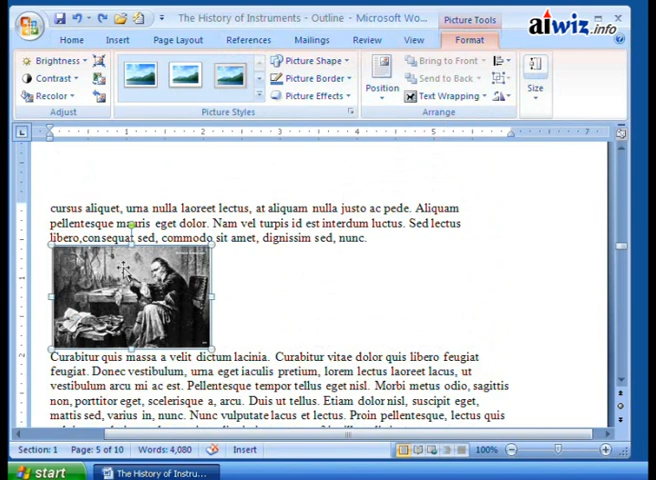 The History of Instruments - Outline - Microsoft Wo...
Picture Tools
aiwiz.info
Home Insert Page Layout References Mailings Review View Format
Brightness
Contrast
Recolor
Adjust
Picture Shape
Picture Border
Picture Effects
Picture Styles
Position
Bring to Front
Send to Back
Text Wrapping
Arrange
Size
1 2 3 4 5 7
cursus aliquet, urna nulla laoreet lectus, at aliquam nulla justo ac pede. Aliquam
pellentesque mauris eget dolor. Nam vel turpis id est interdum luctus. Sed lectus
libero,consequat sed, commodo sit amet, dignissim sed, nunc.
Curabitur quis massa a velit dictum lacinia. Curabitur vitae dolor quis libero feugiat
feugiat. Donec vestibulum, urna eget iaculis pretium, lorem lectus laoreet lacus, ut
vestibulum arcu mi ac est. Pellentesque tempor tellus eget nisl. Morbi metus odio, sagittis
non, porttitor eget, scelerisque a, arcu. Duis ut tellus. Etiam dolor nisl, suscipit eget,
mattis sed, varius in, nunc. Nunc vulputate lacus et lectus. Proin pellentesque, lectus quis
Section: 1 Page: 5 of 10 Words: 4,080 Insert 100%
start The History of Instru...